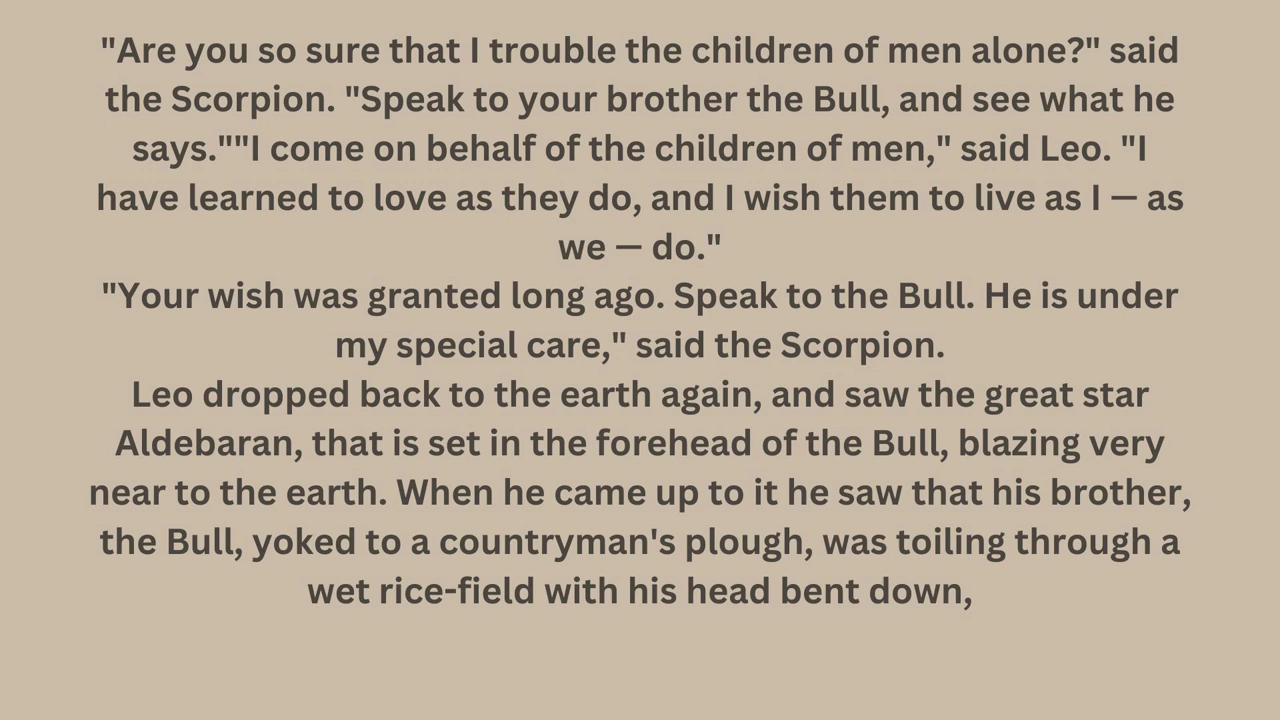 "Are you so sure that I trouble the children of men alone?" said
the Scorpion. "Speak to your brother the Bull, and see what he
says.""I come on behalf of the children of men," said Leo. "I
have learned to love as they do, and I wish them to live as I — as
we — do."
"Your wish was granted long ago. Speak to the Bull. He is under
my special care," said the Scorpion.
Leo dropped back to the earth again, and saw the great star
Aldebaran, that is set in the forehead of the Bull, blazing very
near to the earth. When he came up to it he saw that his brother,
the Bull, yoked to a countryman's plough, was toiling through a
wet rice-field with his head bent down,